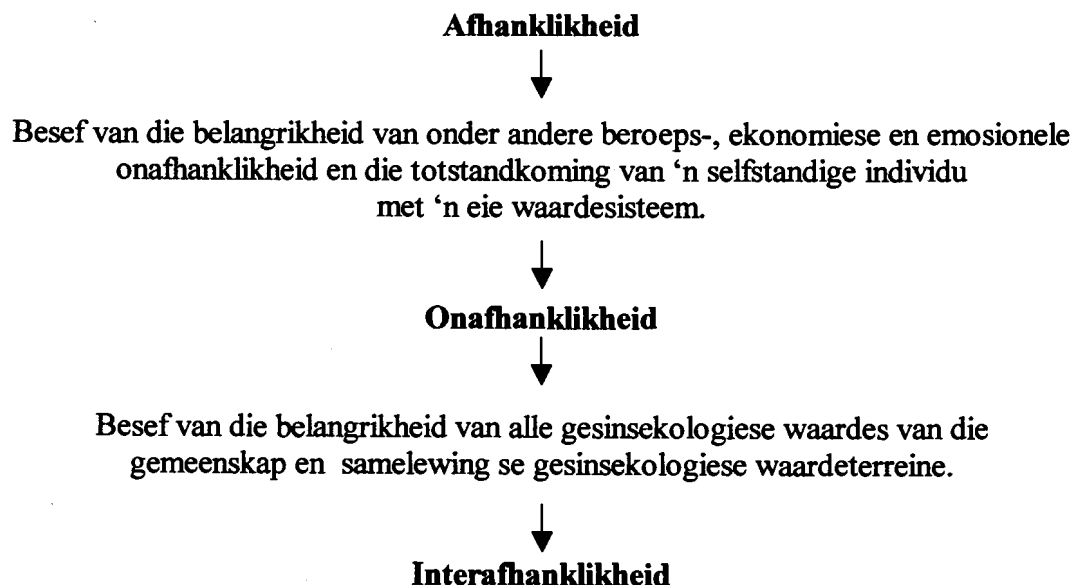 Afhanklikheid
Besef van die belangrikheid van onder andere beroeps-, ekonomiese en emosionele
onafhanklikheid en die totstandkoming van ‘n selfstandige individu
met ‘n eie waardesisteem.
Onafhanklikheid
Besef van die belangrikheid van alle gesinsekologiese waardes van die
gemeenskap en samelewing se gesinsekologiese waardeterreine.
Interafhanklikheid